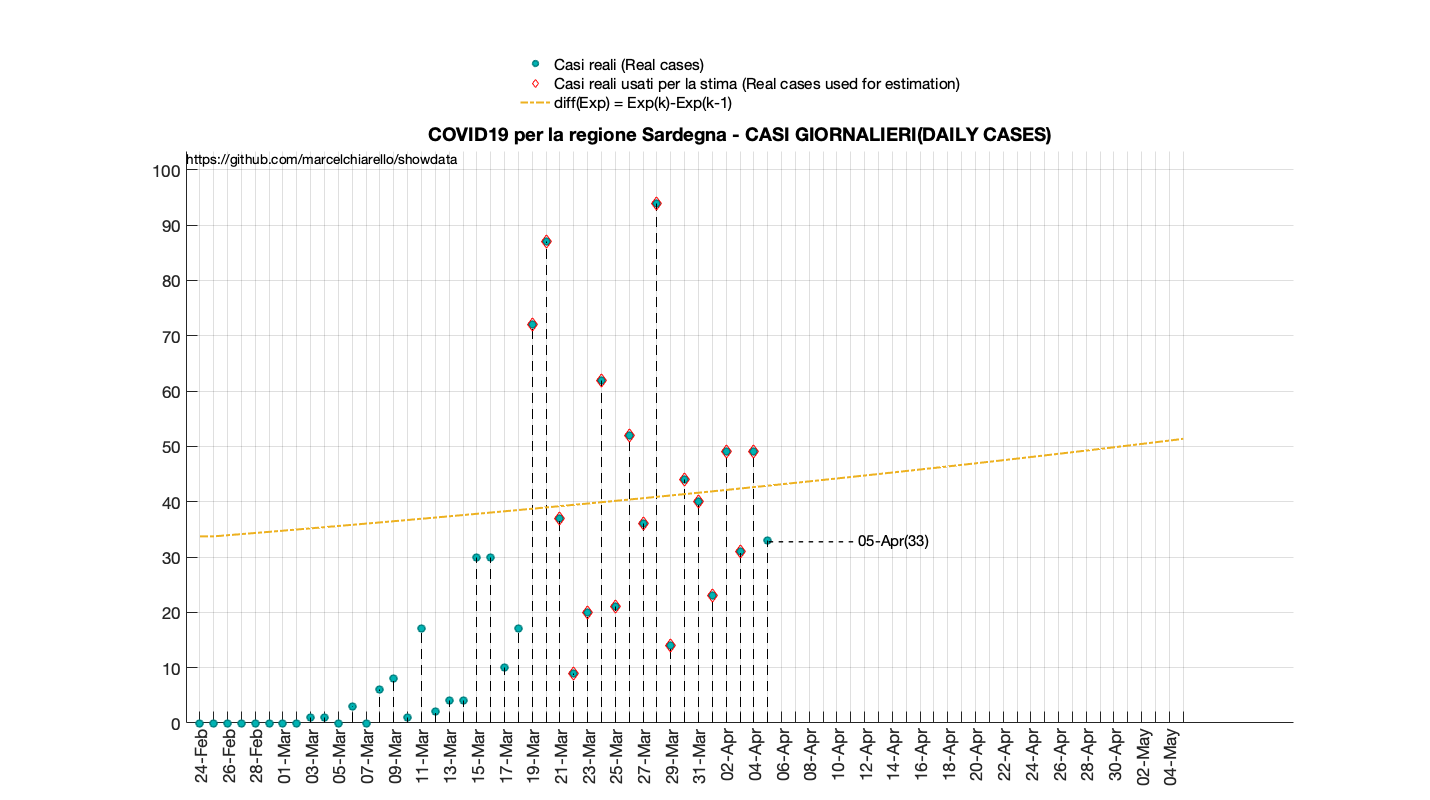 Casi reali (Real cases)
Casi reali usati per la stima (Real cases used for estimation)
diff(Exp) = Exp(k)-Exp(k-1)
COVID19 per la regione Sardegna - CASI GIORNALIERI(DAILY CASES)
https://github.com/marcelchiarello/showdata
100
90
80
70
60
50
40
30
20
10
0
05-Apr(33)
24-Feb
26-Feb
28-Feb
01-Mar
03-Mar
05-Mar
07-Mar
09-Mar
11-Mar
13-Mar
15-Mar
17-Mar
19-Mar
21-Mar
23-Mar
25-Mar
27-Mar
29-Mar
31-Mar
02-Apr
04-Apr
06-Apr
08-Apr
10-Apr
12-Apr
14-Apr
16-Apr
18-Apr
20-Apr
22-Apr
24-Apr
26-Apr
28-Apr
30-Apr
02-May
04-May